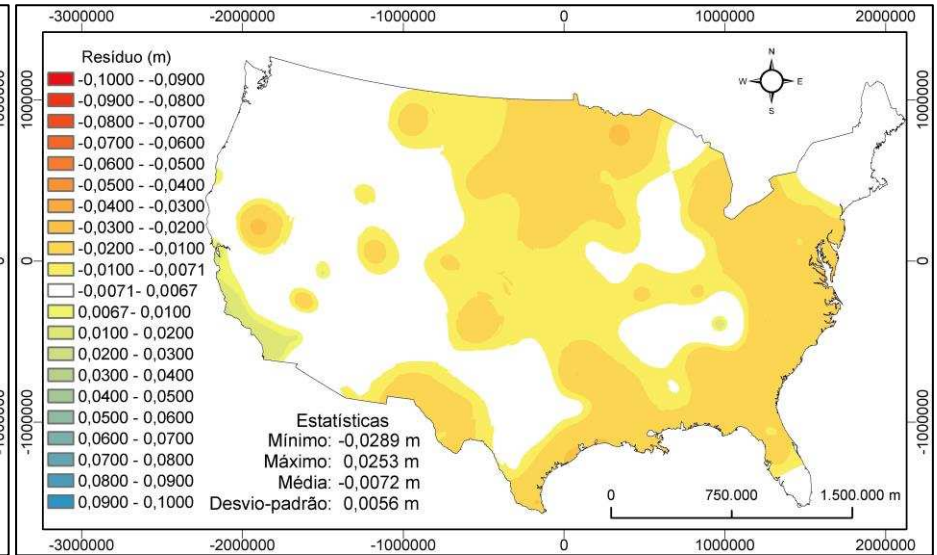 -3000000 -2000000 -1000000 0 1000000 2000000
Resíduo (m)
-0,1000 - -0,0900
-0,0900 - -0,0800
-0,0800 - -0,0700
-0,0700 - -0,0600
-0,0600 - -0,0500
-0,0500 - -0,0400
-0,0400 - -0,0300
-0,0300 - -0,0200
-0,0200 - -0,0100
-0,0100 - -0,0071
-0,0071- 0,0067
0,0067- 0,0100
0,0100 - 0,0200
0,0200 - 0,0300
0,0300 - 0,0400
0,0400 - 0,0500
0,0500 - 0,0600
0,0600 - 0,0700
0,0700 - 0,0800
0,0800 - 0,0900
0,0900 - 0,1000
N
W E
S
1000000
0
-1000000
1000000
0
-1000000
Estatísticas
Mínimo: -0,0289 m
Máximo: 0,0253 m
Média: -0,0072 m
Desvio-padrão: 0,0056 m
0 750.000 1.500.000 m
-3000000 -2000000 -1000000 0 1000000 2000000